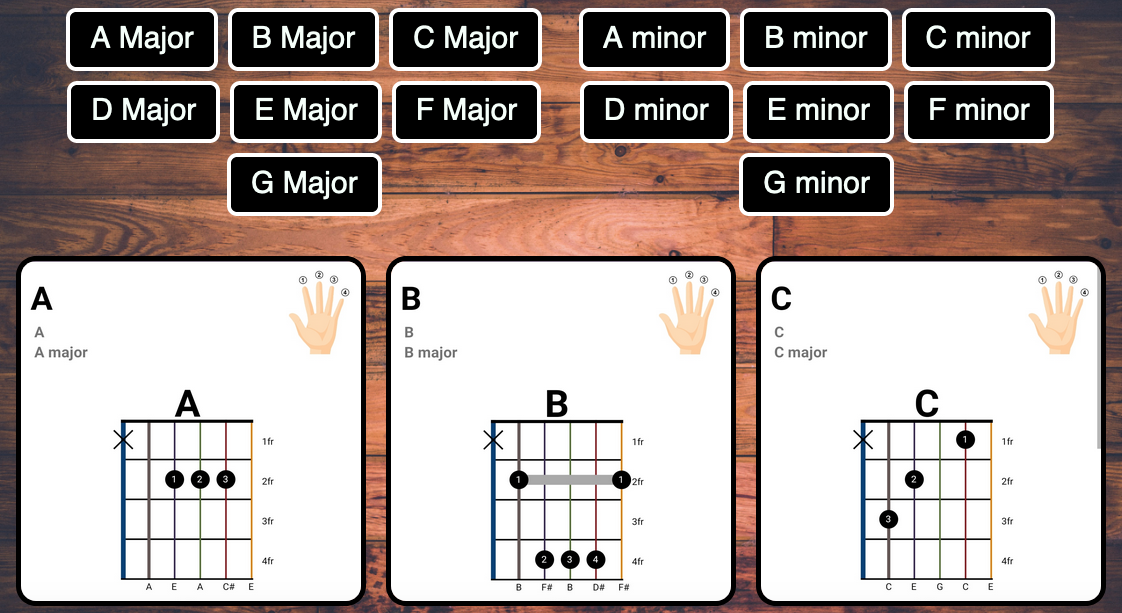 A Major B Major C Major A minor B minor C minor
D Major E Major F Major D minor E minor F minor
G Major G minor
A
① ② ③ ④
A
A major
A
1fr
1 2 3 2fr
3fr
4fr
A E A C# E
B
① ② ③ ④
B
B major
B
1fr
1 1 2fr
3fr
2 3 4 4fr
B F# B D# F#
C
① ② ③ ④
C
C major
C
1 1fr
2 2fr
3 3fr
4fr
C E G C E